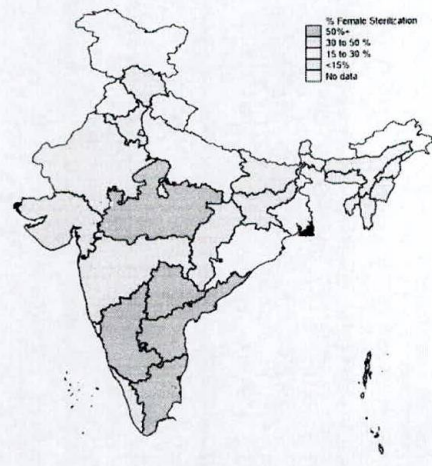 % Female Sterilization
50%+
30 to 50 %
15 to 30 %
<15%
No data